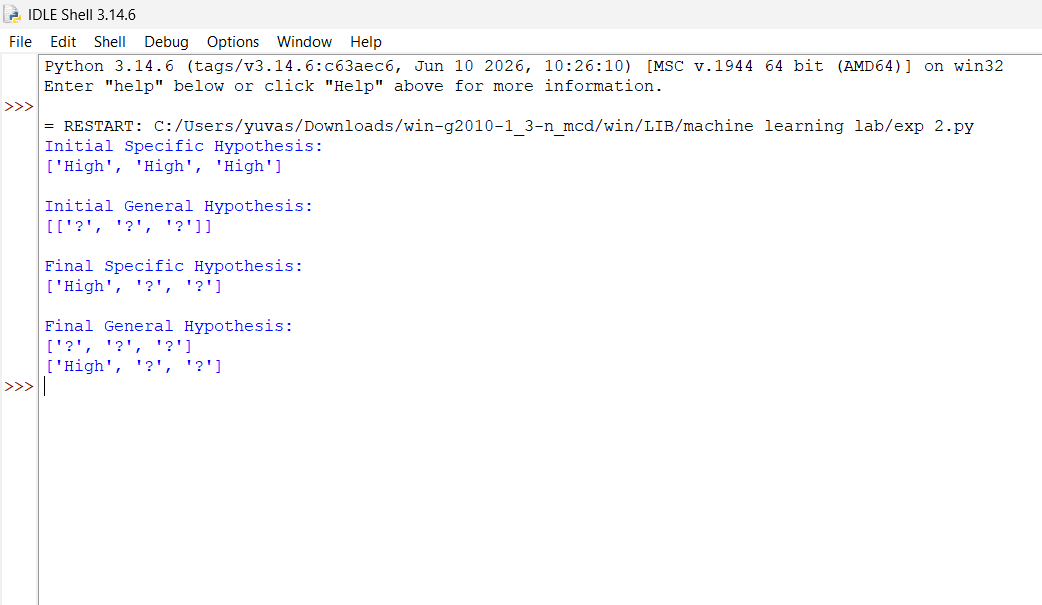 IDLE Shell 3.14.6
File Edit Shell Debug Options Window Help
Python 3.14.6 (tags/v3.14.6:c63aec6, Jun 10 2026, 10:26:10) [MSC v.1944 64 bit (AMD64)] on win32
Enter "help" below or click "Help" above for more information.
>>>
= RESTART: C:/Users/yuvas/Downloads/win-g2010-1_3-n_mcd/win/LIB/machine learning lab/exp 2.py
Initial Specific Hypothesis:
['High', 'High', 'High']
Initial General Hypothesis:
[['?', '?', '?']]
Final Specific Hypothesis:
['High', '?', '?']
Final General Hypothesis:
['?', '?', '?']
['High', '?', '?']
>>>